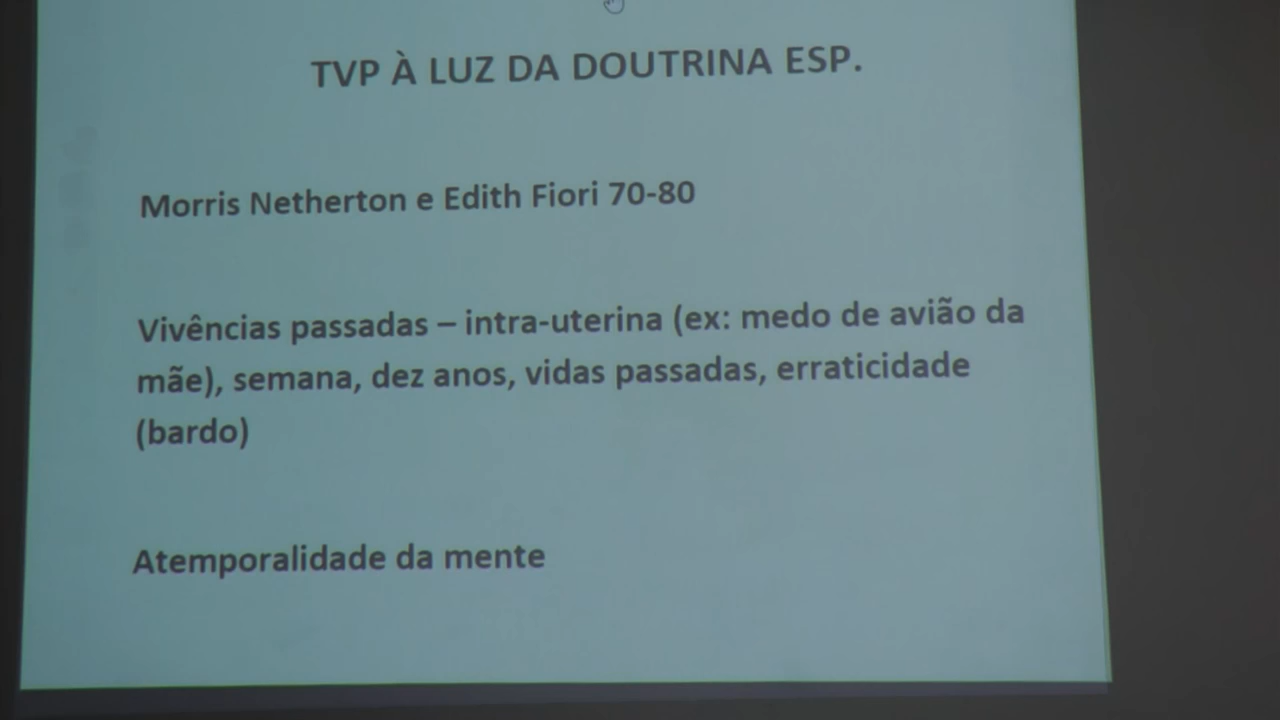 TVP À LUZ DA DOUTRINA ESP.
Morris Netherton e Edith Fiori 70-80
Vivências passadas – intra-uterina (ex: medo de avião da
mãe), semana, dez anos, vidas passadas, erraticidade
(bardo)
Atemporalidade da mente